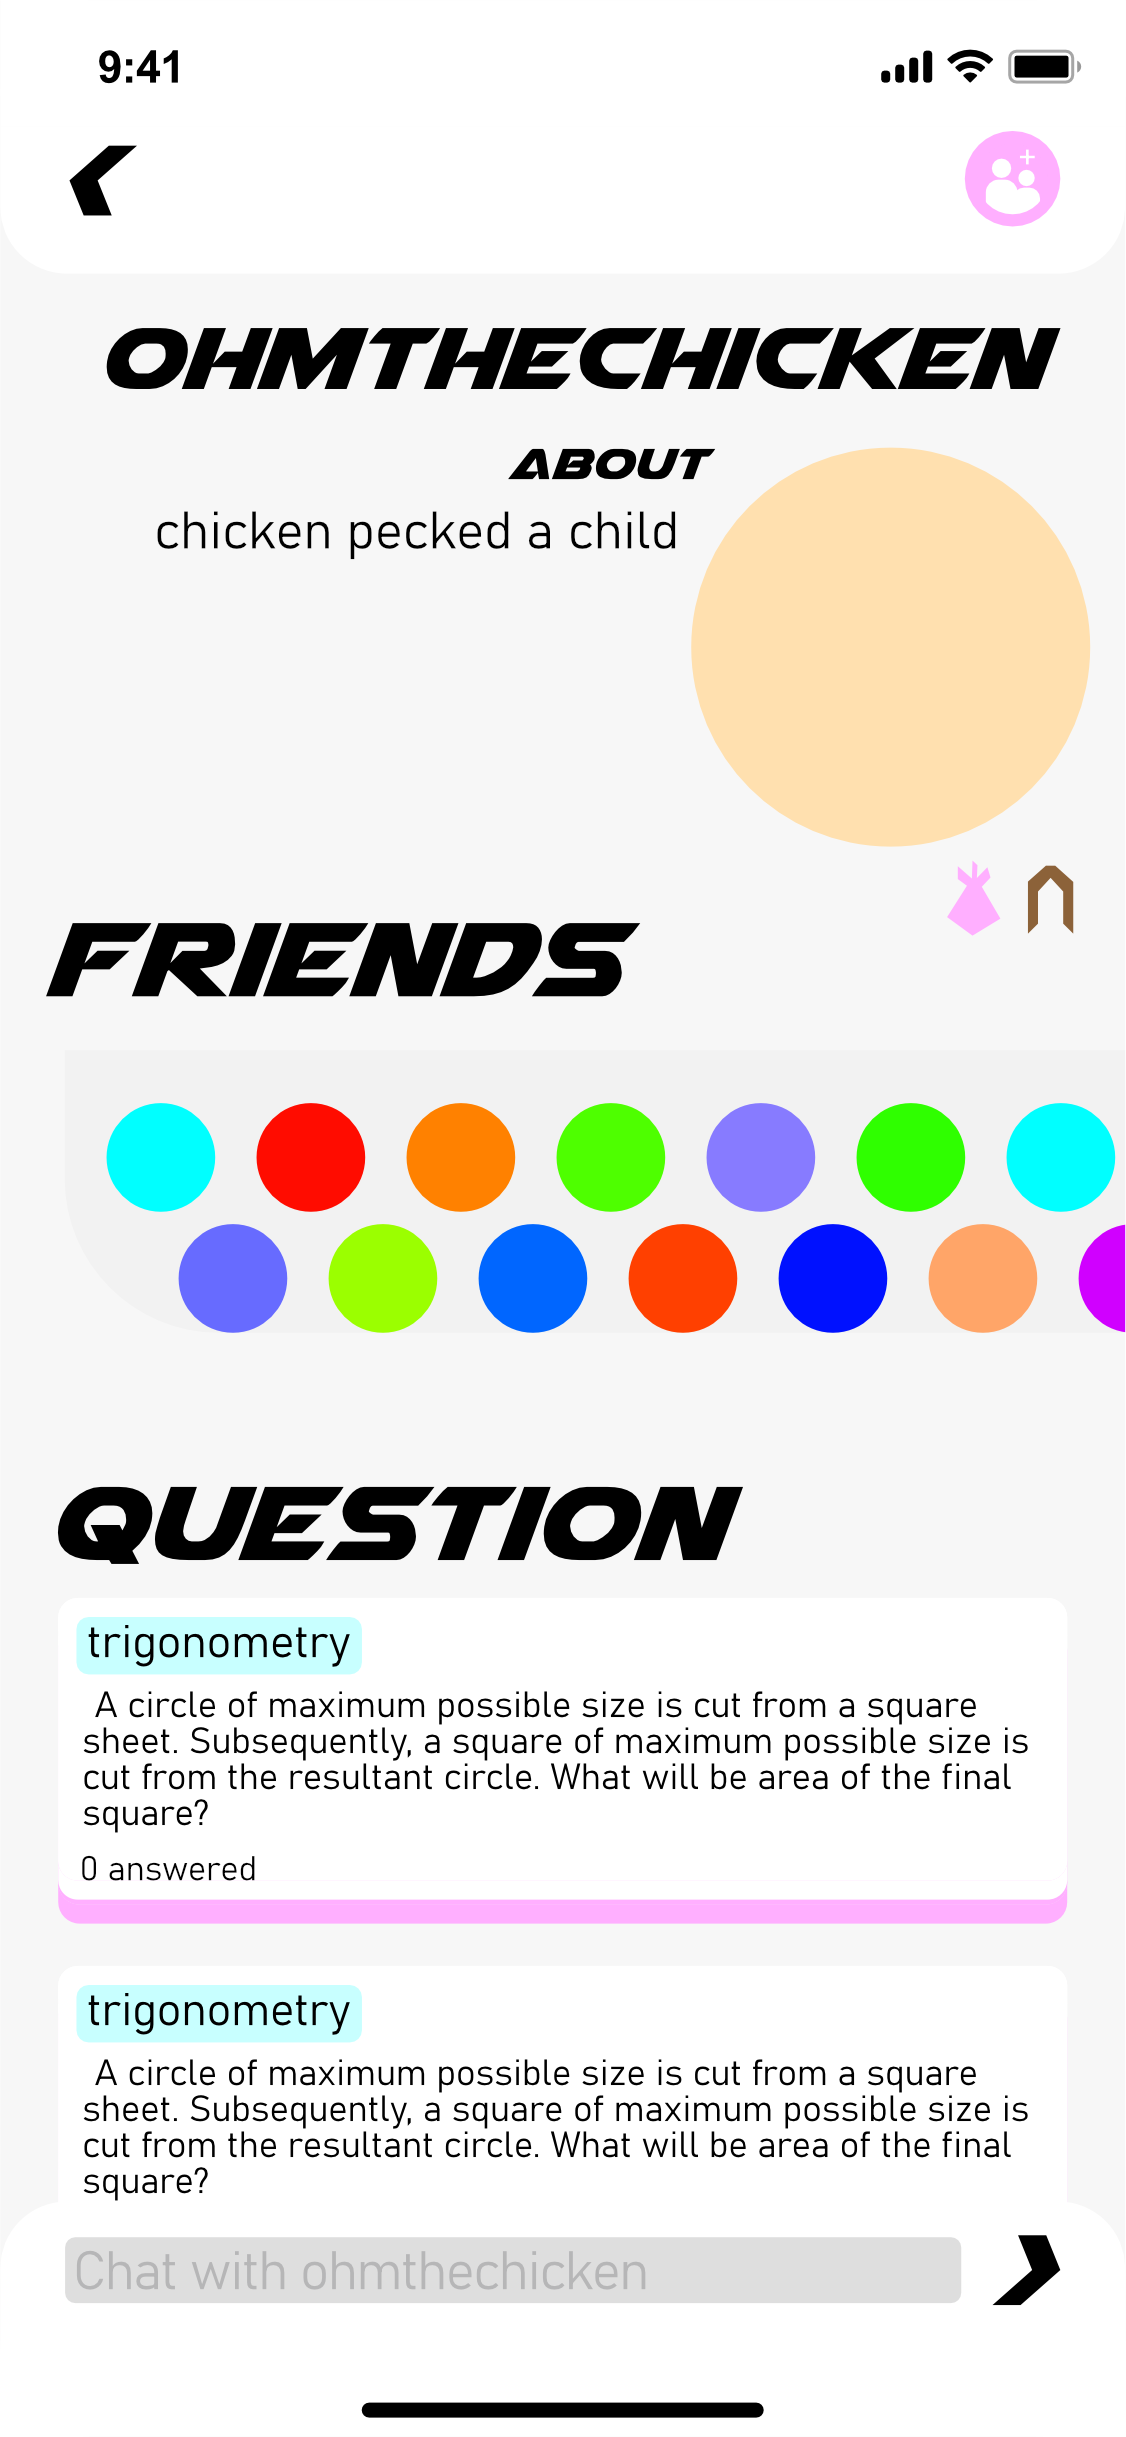 9:41
OHMTHECHICKEN
ABOUT
chicken pecked a child
FRIENDS
QUESTION
trigonometry
A circle of maximum possible size is cut from a square
sheet. Subsequently, a square of maximum possible size is
cut from the resultant circle. What will be area of the final
square?
0 answered
trigonometry
A circle of maximum possible size is cut from a square
sheet. Subsequently, a square of maximum possible size is
cut from the resultant circle. What will be area of the final
square?
Chat with ohmthechicken